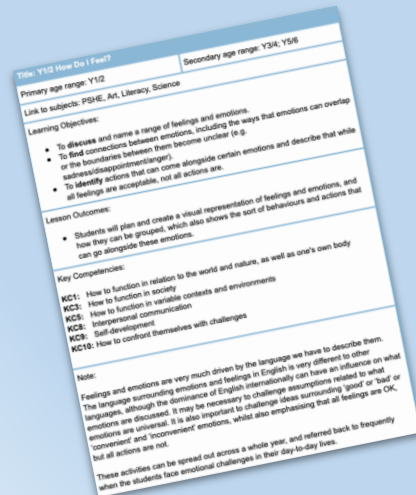 Title: Y1/2 How Do I Feel?
Primary age range: Y1/2
Secondary age range: Y3/4; Y5/6
Link to subjects: PSHE, Art, Literacy, Science
Learning Objectives:
• To discuss and name a range of feelings and emotions.
• To find connections between emotions, including the ways that emotions can overlap
or the boundaries between them become unclear (e.g.
sadness/disappointment/anger).
• To identify actions that can come alongside certain emotions and describe that while
all feelings are acceptable, not all actions are.
Lesson Outcomes:
• Students will plan and create a visual representation of feelings and emotions, and
how they can be grouped, which also shows the sort of behaviours and actions that
can go alongside these emotions.
Key Competencies:
KC1: How to function in relation to the world and nature, as well as one's own body
KC3: How to function in society
KC5: How to function in variable contexts and environments
KC8: Interpersonal communication
KC9: Self-development
KC10: How to confront themselves with challenges
Note:
Feelings and emotions are very much driven by the language we have to describe them.
The language surrounding emotions and feelings in English is very different to other
languages, although the dominance of English internationally can have an influence on what
emotions are discussed. It may be necessary to challenge assumptions related to what
emotions are universal. It is also important to challenge ideas surrounding 'good' or 'bad' or
'convenient' and 'inconvenient' emotions, whilst also emphasising that all feelings are OK,
but all actions are not.
These activities can be spread out across a whole year, and referred back to frequently
when the students face emotional challenges in their day-to-day lives.